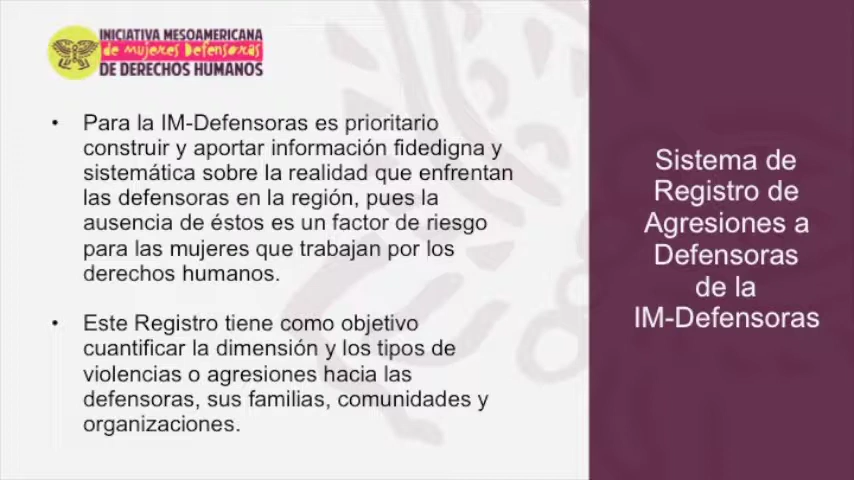 INICIATIVA MESOAMERICANA
de mujeres Defensoras
DE DERECHOS HUMANOS
• Para la IM-Defensoras es prioritario
construir y aportar información fidedigna y
sistemática sobre la realidad que enfrentan
las defensoras en la región, pues la
ausencia de éstos es un factor de riesgo
para las mujeres que trabajan por los
derechos humanos.
• Este Registro tiene como objetivo
cuantificar la dimensión y los tipos de
violencias o agresiones hacia las
defensoras, sus familias, comunidades y
organizaciones.
Sistema de
Registro de
Agresiones a
Defensoras
de la
IM-Defensoras